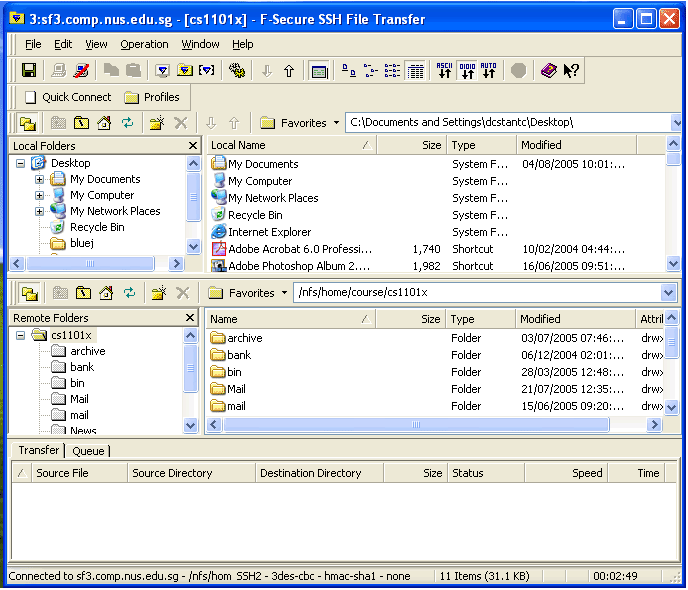 3:sf3.comp.nus.edu.sg - [cs1101x] - F-Secure SSH File Transfer
File Edit View Operation Window Help
ASCII 0101 0101 AUTO
Quick Connect Profiles
Favorites C:\Documents and Settings\dcstantc\Desktop\
Local Folders Local Name Size Type Modified
Desktop My Documents System F... 04/08/2005 10:01:...
My Documents My Computer System F...
My Computer My Network Places System F...
My Network Places Recycle Bin System F...
Recycle Bin Internet Explorer System F...
bluej Adobe Acrobat 6.0 Professi... 1,740 Shortcut 10/02/2004 04:44:...
Adobe Photoshop Album 2.... 1,982 Shortcut 16/06/2005 09:51:...
Favorites /nfs/home/course/cs1101x
Remote Folders Name Size Type Modified Attril
cs1101x archive Folder 03/07/2005 07:46:... drwx
archive bank Folder 06/12/2004 02:01:... drwx
bank bin Folder 28/03/2005 12:48:... drwx
bin Mail Folder 21/07/2005 12:35:... drwx
Mail mail Folder 15/06/2005 09:20:... drwx
mail
News
Transfer Queue
Source File Source Directory Destination Directory Size Status Speed Time
Connected to sf3.comp.nus.edu.sg - /nfs/hom SSH2 - 3des-cbc - hmac-sha1 - none 11 Items (31.1 KB) 00:02:49